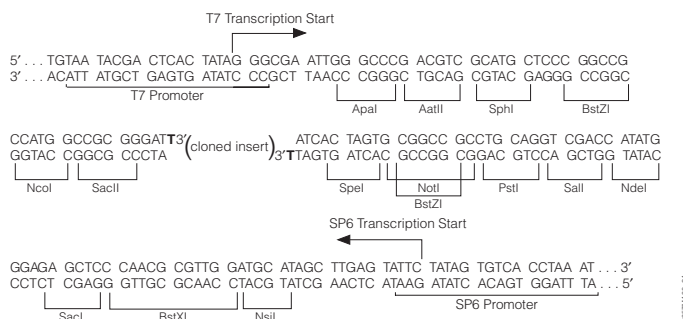 T7 Transcription Start
5′ . . . TGTAA TACGA CTCACT TATAG GGCGA ATTGG GCCCG ACGTC GCATG CTCCC GGCCG
3′ . . . ACATT ATGCT GAGTGA ATATC CCGCT TAACC CGGGC TGCAG CGTAC GAGGG CCGGC
T7 Promoter
ApaI AatII SphI BstZI
CCATG GCCGC GGGATT3′ (cloned insert) ATCAC TAGTG CGGCC GCCTG CAGGT CGACC ATATG
GGTAC CGGCG CCCTA 3′TTAGTG ATCAC GCCGG CGGAC GTCCA GCTGG TATAC
NcoI SacII SpeI NotI PstI SalI NdeI
BstZI
SP6 Transcription Start
GGAGA GCTCC CAACG CGTTG GATGC ATAGC TTGAG TATTC TATAG TGTCA CCTAA AT . . . 3′
CCTCT CGAGG GTTGC GCAAC CTACG TATCG AACTC ATAAG ATATC ACAGT GGATT TA . . . 5′
SacI BstXI NsiI SP6 Promoter